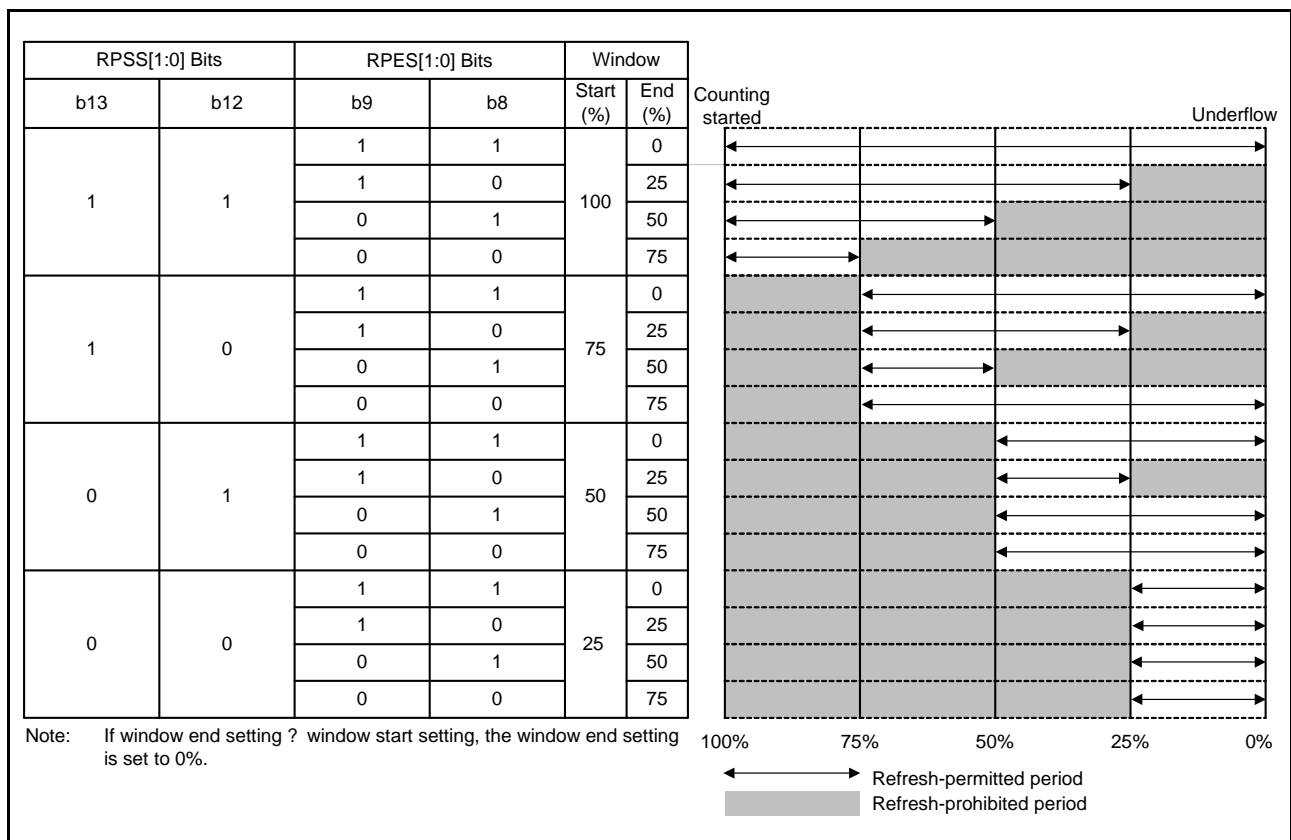 RPSS[1:0] Bits RPES[1:0] Bits Window
b13 b12 b9 b8 Start (%) End (%)
Counting started Underflow
1 1 0
1 0 25
1 1 100
0 1 50
0 0 75
1 1 0
1 0 25
1 0 75
0 1 50
0 0 75
1 1 0
1 0 25
0 1 50
0 1 50
0 0 75
1 1 0
1 0 25
0 0 25
0 1 50
0 0 75
Note: If window end setting ? window start setting, the window end setting
is set to 0%.
100% 75% 50% 25% 0%
Refresh-permitted period
Refresh-prohibited period